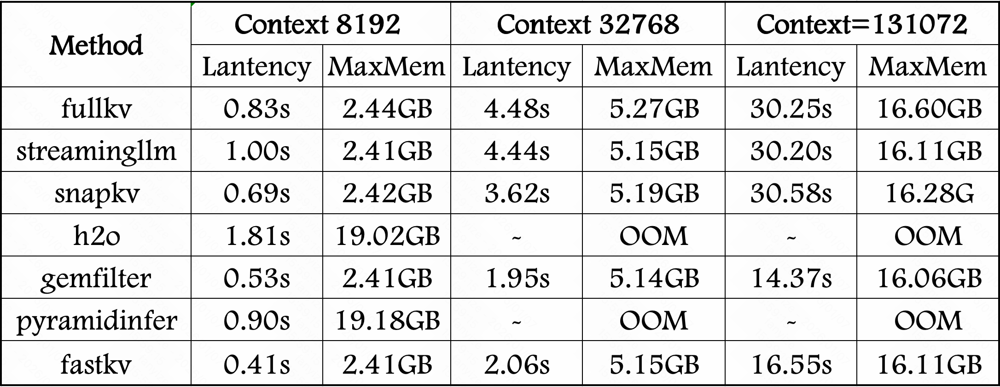 Method Context 8192 Context 32768 Context=131072
Lantency MaxMem Lantency MaxMem Lantency MaxMem
fullkv 0.83s 2.44GB 4.48s 5.27GB 30.25s 16.60GB
streamingllm 1.00s 2.41GB 4.44s 5.15GB 30.20s 16.11GB
snapkv 0.69s 2.42GB 3.62s 5.19GB 30.58s 16.28G
h2o 1.81s 19.02GB ~ OOM ~ OOM
gemfilter 0.53s 2.41GB 1.95s 5.14GB 14.37s 16.06GB
pyramidinfer 0.90s 19.18GB ~ OOM ~ OOM
fastkv 0.41s 2.41GB 2.06s 5.15GB 16.55s 16.11GB